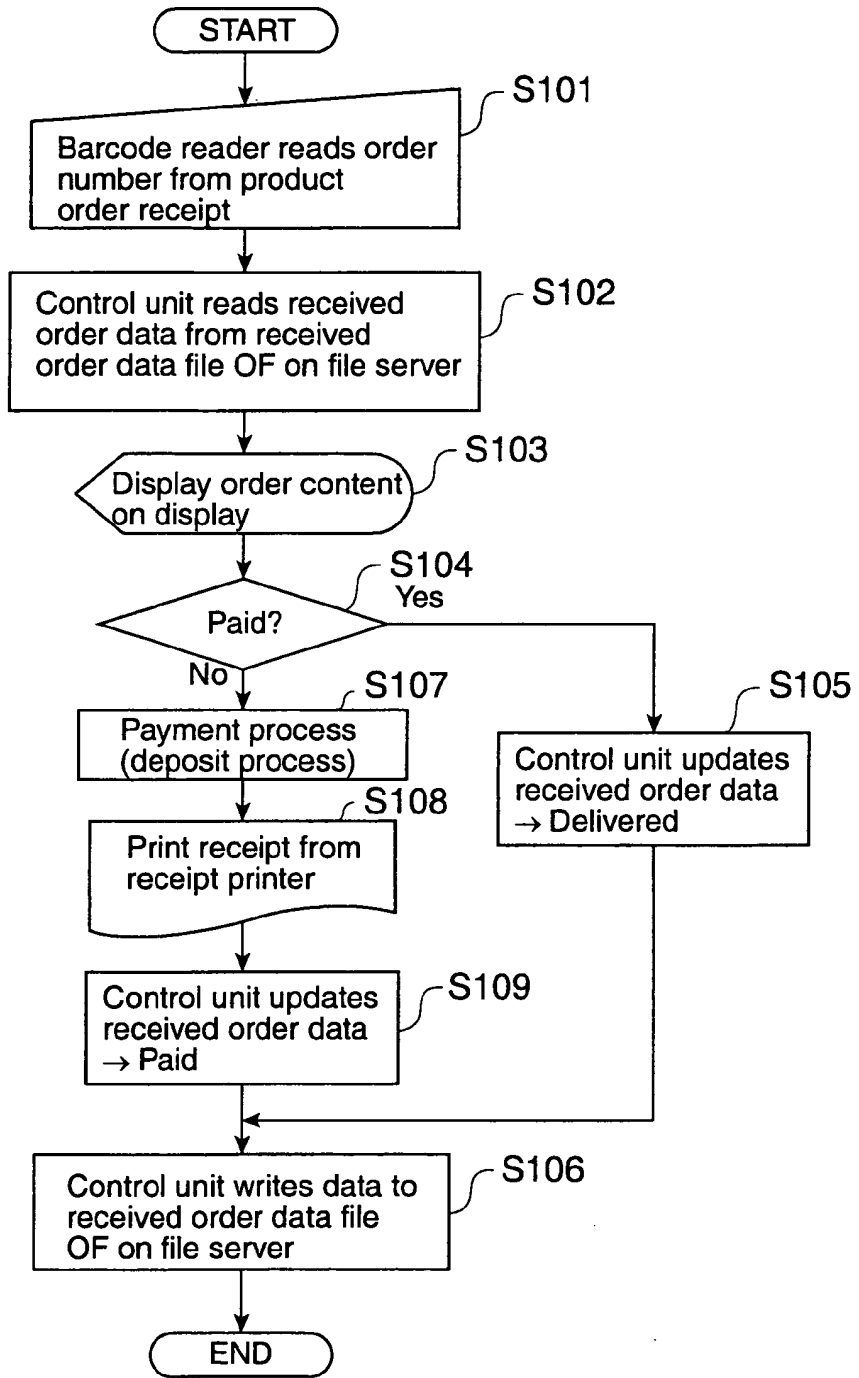 START
S101
Barcode reader reads order
number from product
order receipt
S102
Control unit reads received
order data from received
order data file OF on file server
S103
Display order content
on display
S104
Paid?
Yes
No
S107
Payment process
(deposit process)
S105
Control unit updates
received order data
→ Delivered
S108
Print receipt from
receipt printer
S109
Control unit updates
received order data
→ Paid
S106
Control unit writes data to
received order data file
OF on file server
END